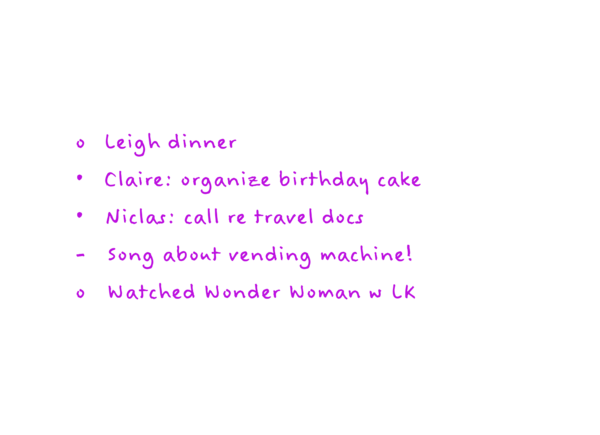 o Leigh dinner
• Claire: organize birthday cake
• Niclas: call re travel docs
- Song about vending machine!
o Watched Wonder Woman w LK